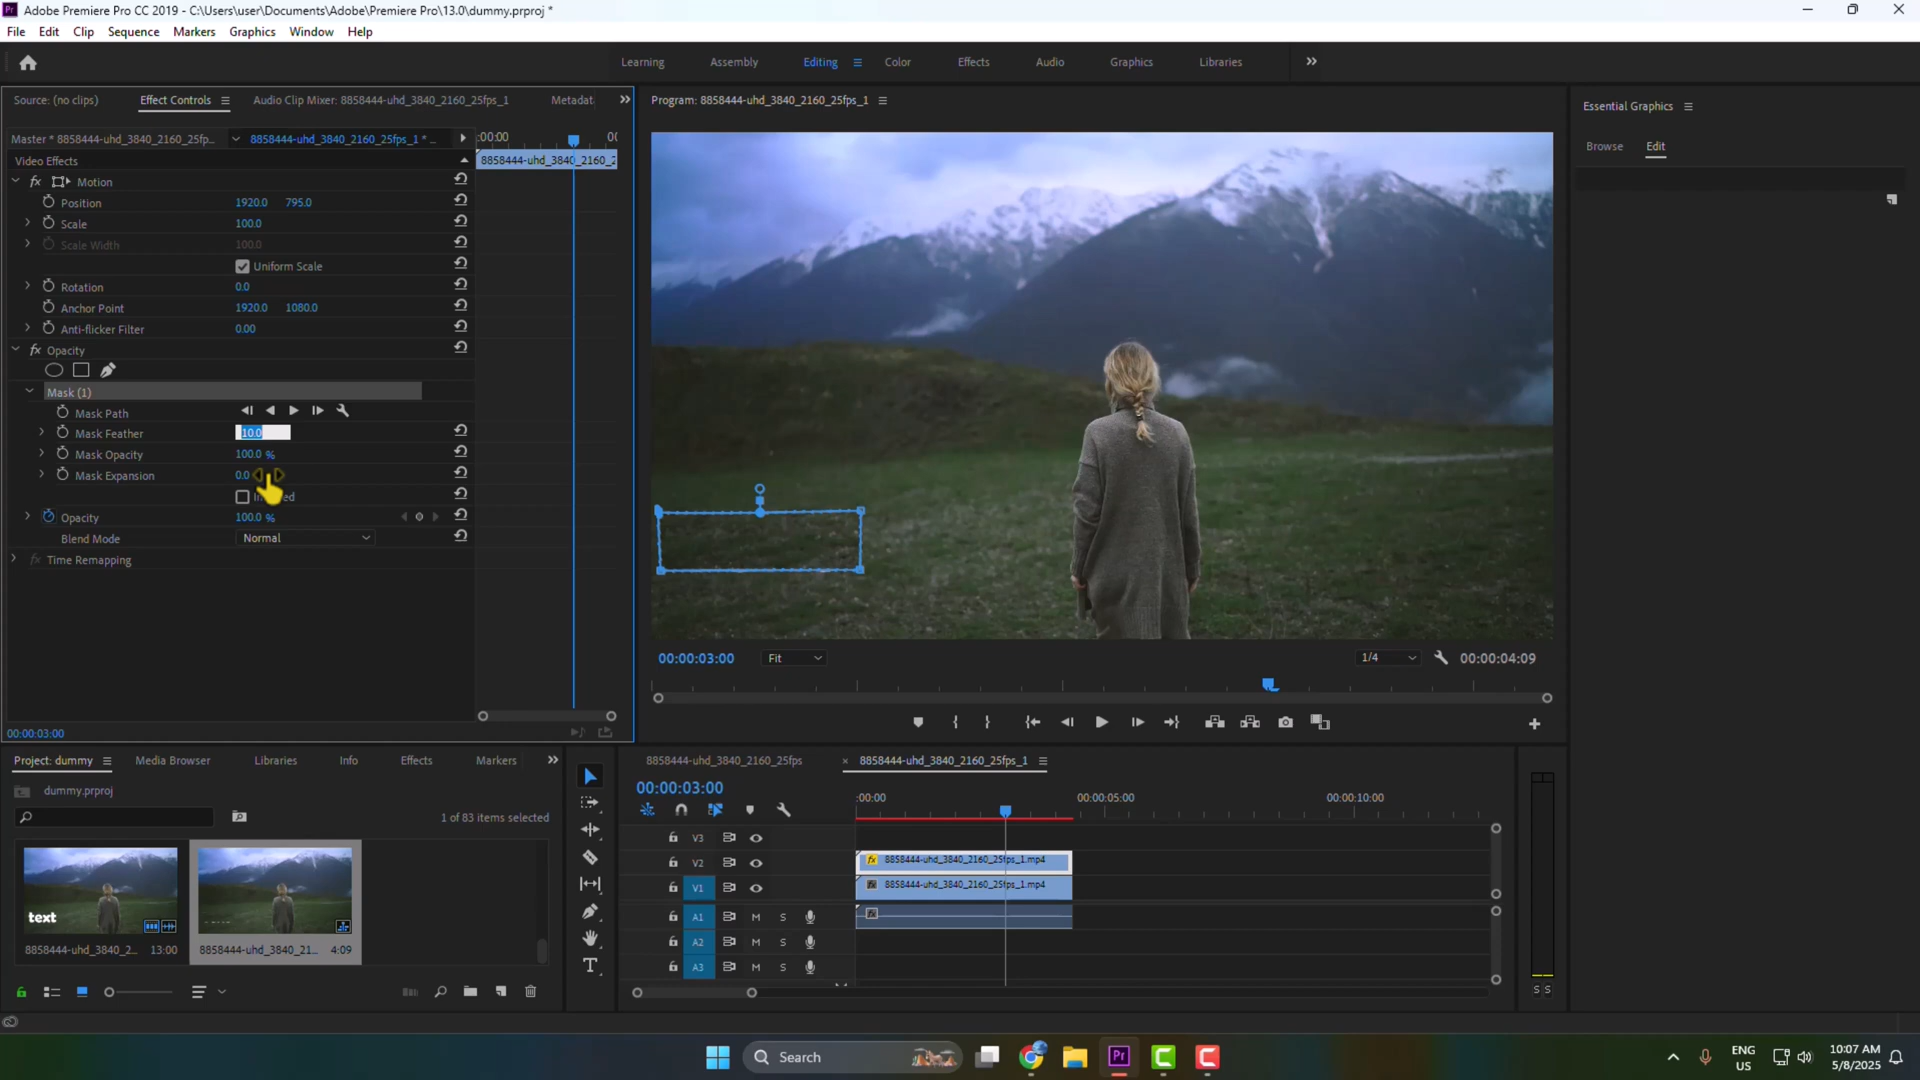 Adobe Premiere Pro CC 2019 - C:\Users\user\Documents\Adobe\Premiere Pro\13.0\dummy.prproj *
File Edit Clip Sequence Markers Graphics Window Help
Learning Assembly Editing Color Effects Audio Graphics Libraries
Source: (no clips) Effect Controls Audio Clip Mixer: 8858444-uhd_3840_2160_25fps_1 Metadat
Program: 8858444-uhd_3840_2160_25fps_1
Essential Graphics
Browse Edit
Master * 8858444-uhd_3840_2160_25fp... 8858444-uhd_3840_2160_25fps_1 * ...
:00:00
Video Effects
8858444-uhd_3840_2160_2
fx Motion
Position 1920.0 795.0
Scale 100.0
Scale Width 100.0
Uniform Scale
Rotation 0.0
Anchor Point 1920.0 1080.0
Anti-flicker Filter 0.00
fx Opacity
Mask (1)
Mask Path
Mask Feather 10.0
Mask Opacity 100.0 %
Mask Expansion 0.0
Opacity 100.0 %
Blend Mode Normal
fx Time Remapping
00:00:03:00
00:00:03:00 Fit 1/4 00:00:04:09
Project: dummy Media Browser Libraries Info Effects Markers
dummy.prproj
1 of 83 items selected
text
8858444-uhd_3840_2... 13:00
8858444-uhd_3840_21... 4:09
8858444-uhd_3840_2160_25fps × 8858444-uhd_3840_2160_25fps_1
00:00:03:00
:00:00 00:00:05:00 00:00:10:00
V3
V2 fx 8858444-uhd_3840_2160_25fps_1.mp4
V1 fx 8858444-uhd_3840_2160_25fps_1.mp4
A1 M S fx
A2 M S
A3 M S
S S
Search
Pr
ENG
US
10:07 AM
5/8/2025